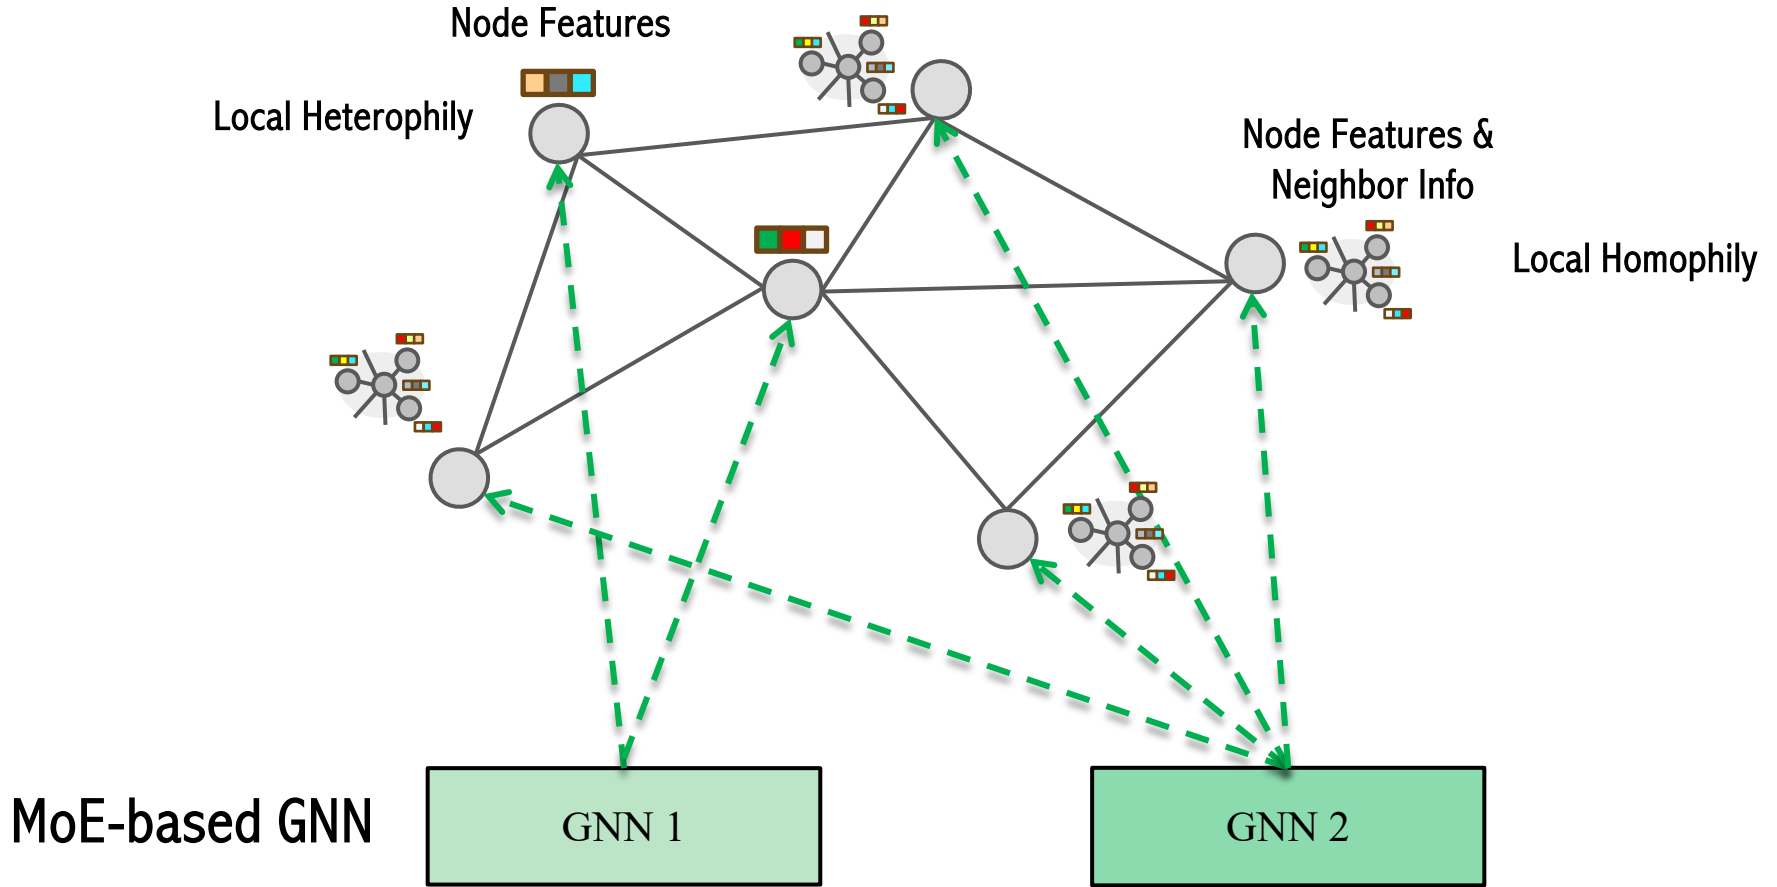 Node Features
Local Heterophily
Node Features &
Neighbor Info
Local Homophily
MoE-based GNN
GNN 1
GNN 2